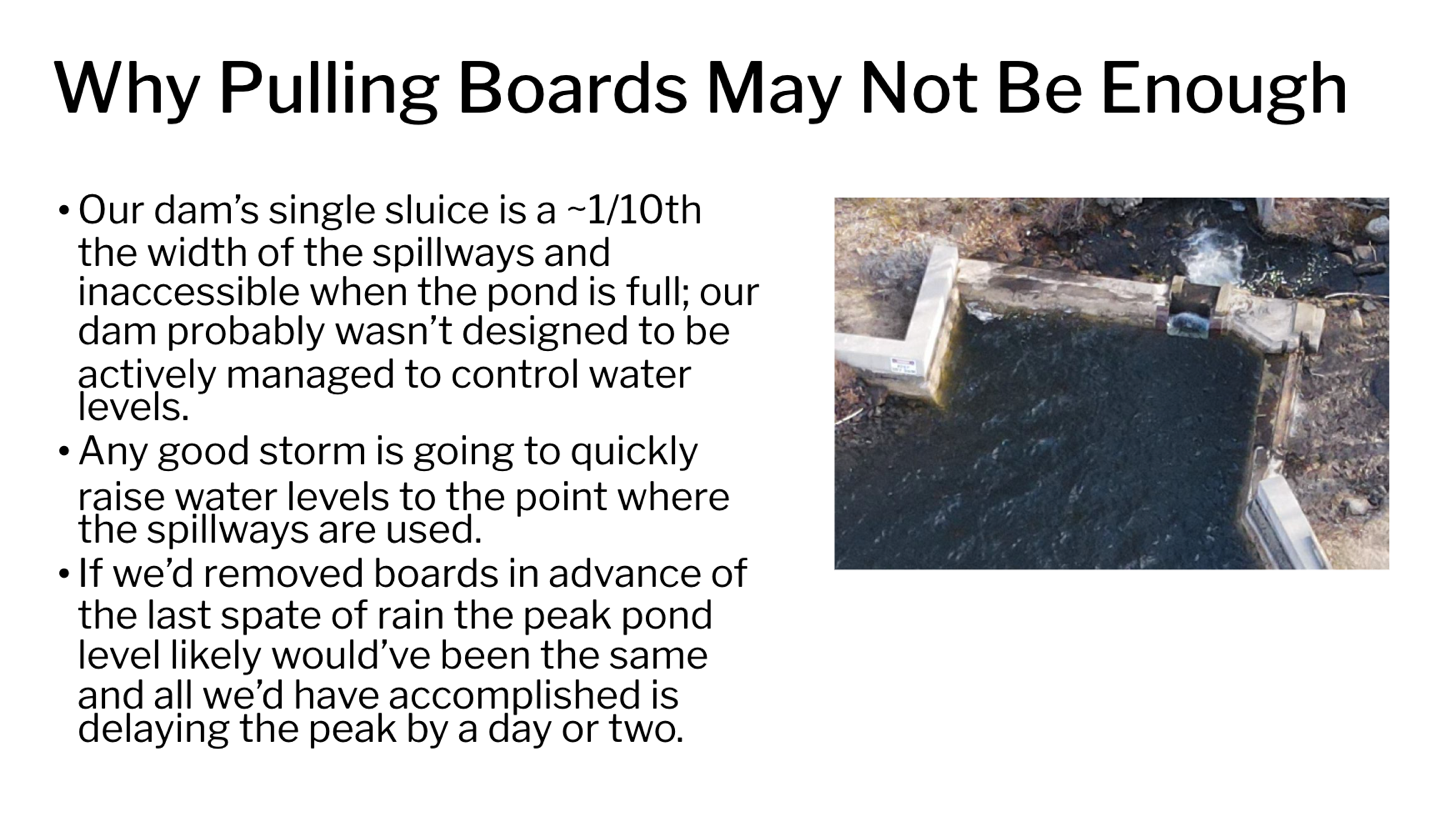 Why Pulling Boards May Not Be Enough
• Our dam’s single sluice is a ~1/10th
the width of the spillways and
inaccessible when the pond is full; our
dam probably wasn’t designed to be
actively managed to control water
levels.
• Any good storm is going to quickly
raise water levels to the point where
the spillways are used.
• If we’d removed boards in advance of
the last spate of rain the peak pond
level likely would’ve been the same
and all we’d have accomplished is
delaying the peak by a day or two.